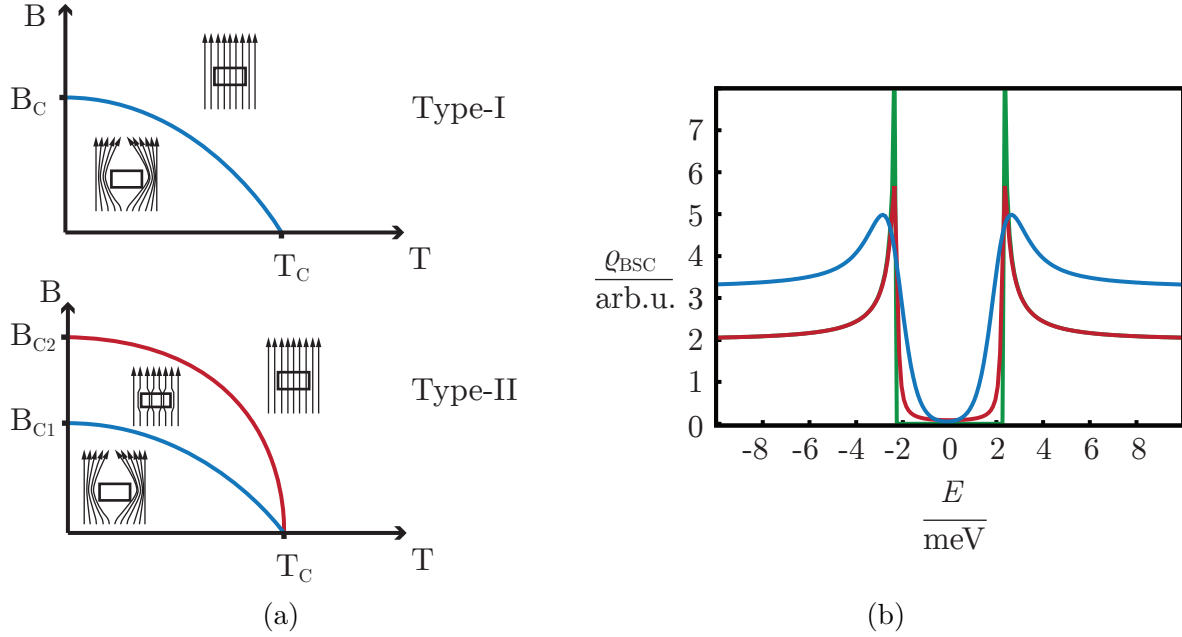 B
B_C
Type-I
T_C
T
B
B_C2
B_C1
Type-II
T_C
T
(a)
7
6
5
4
3
2
1
0
ϱ_BSC
arb.u.
-8 -6 -4 -2 0 2 4 6 8
E
meV
(b)